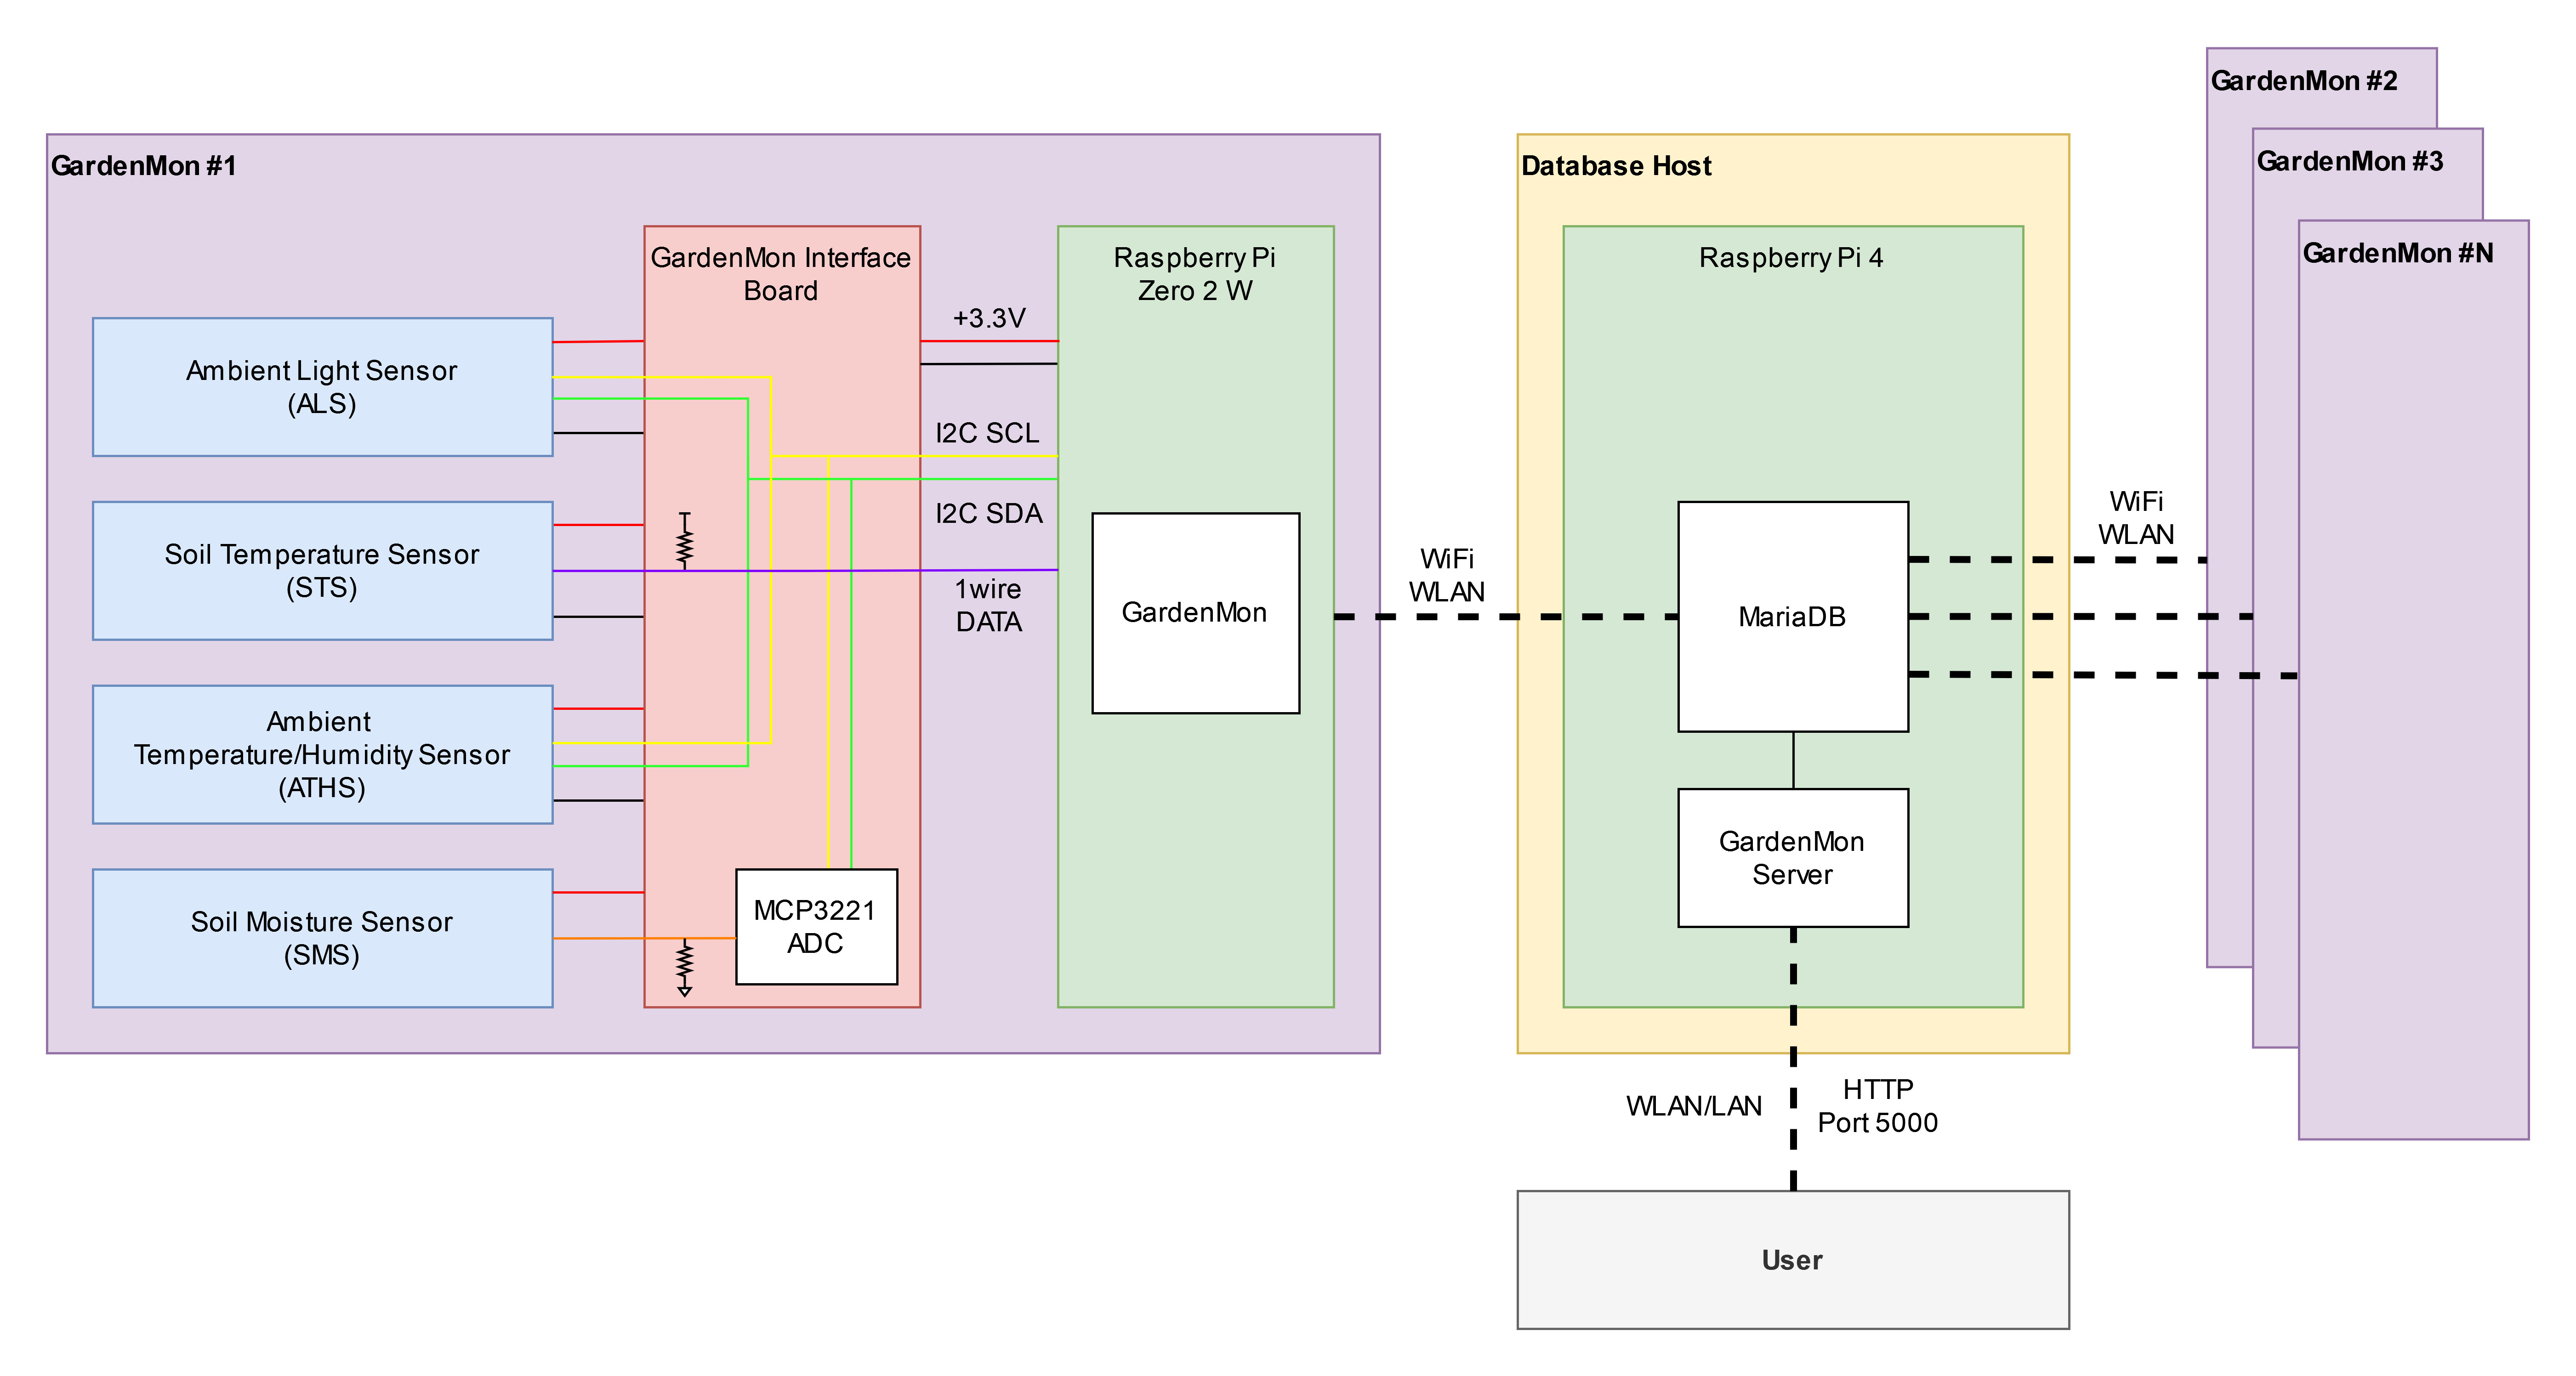 GardenMon #1
GardenMon Interface
Board
Raspberry Pi
Zero 2 W
Ambient Light Sensor
(ALS)
Soil Temperature Sensor
(STS)
Ambient
Temperature/Humidity Sensor
(ATHS)
Soil Moisture Sensor
(SMS)
MCP3221
ADC
+3.3V
I2C SCL
I2C SDA
1wire
DATA
GardenMon
WiFi
WLAN
Database Host
Raspberry Pi 4
MariaDB
GardenMon
Server
WiFi
WLAN
GardenMon #2
GardenMon #3
GardenMon #N
WLAN/LAN
HTTP
Port 5000
User